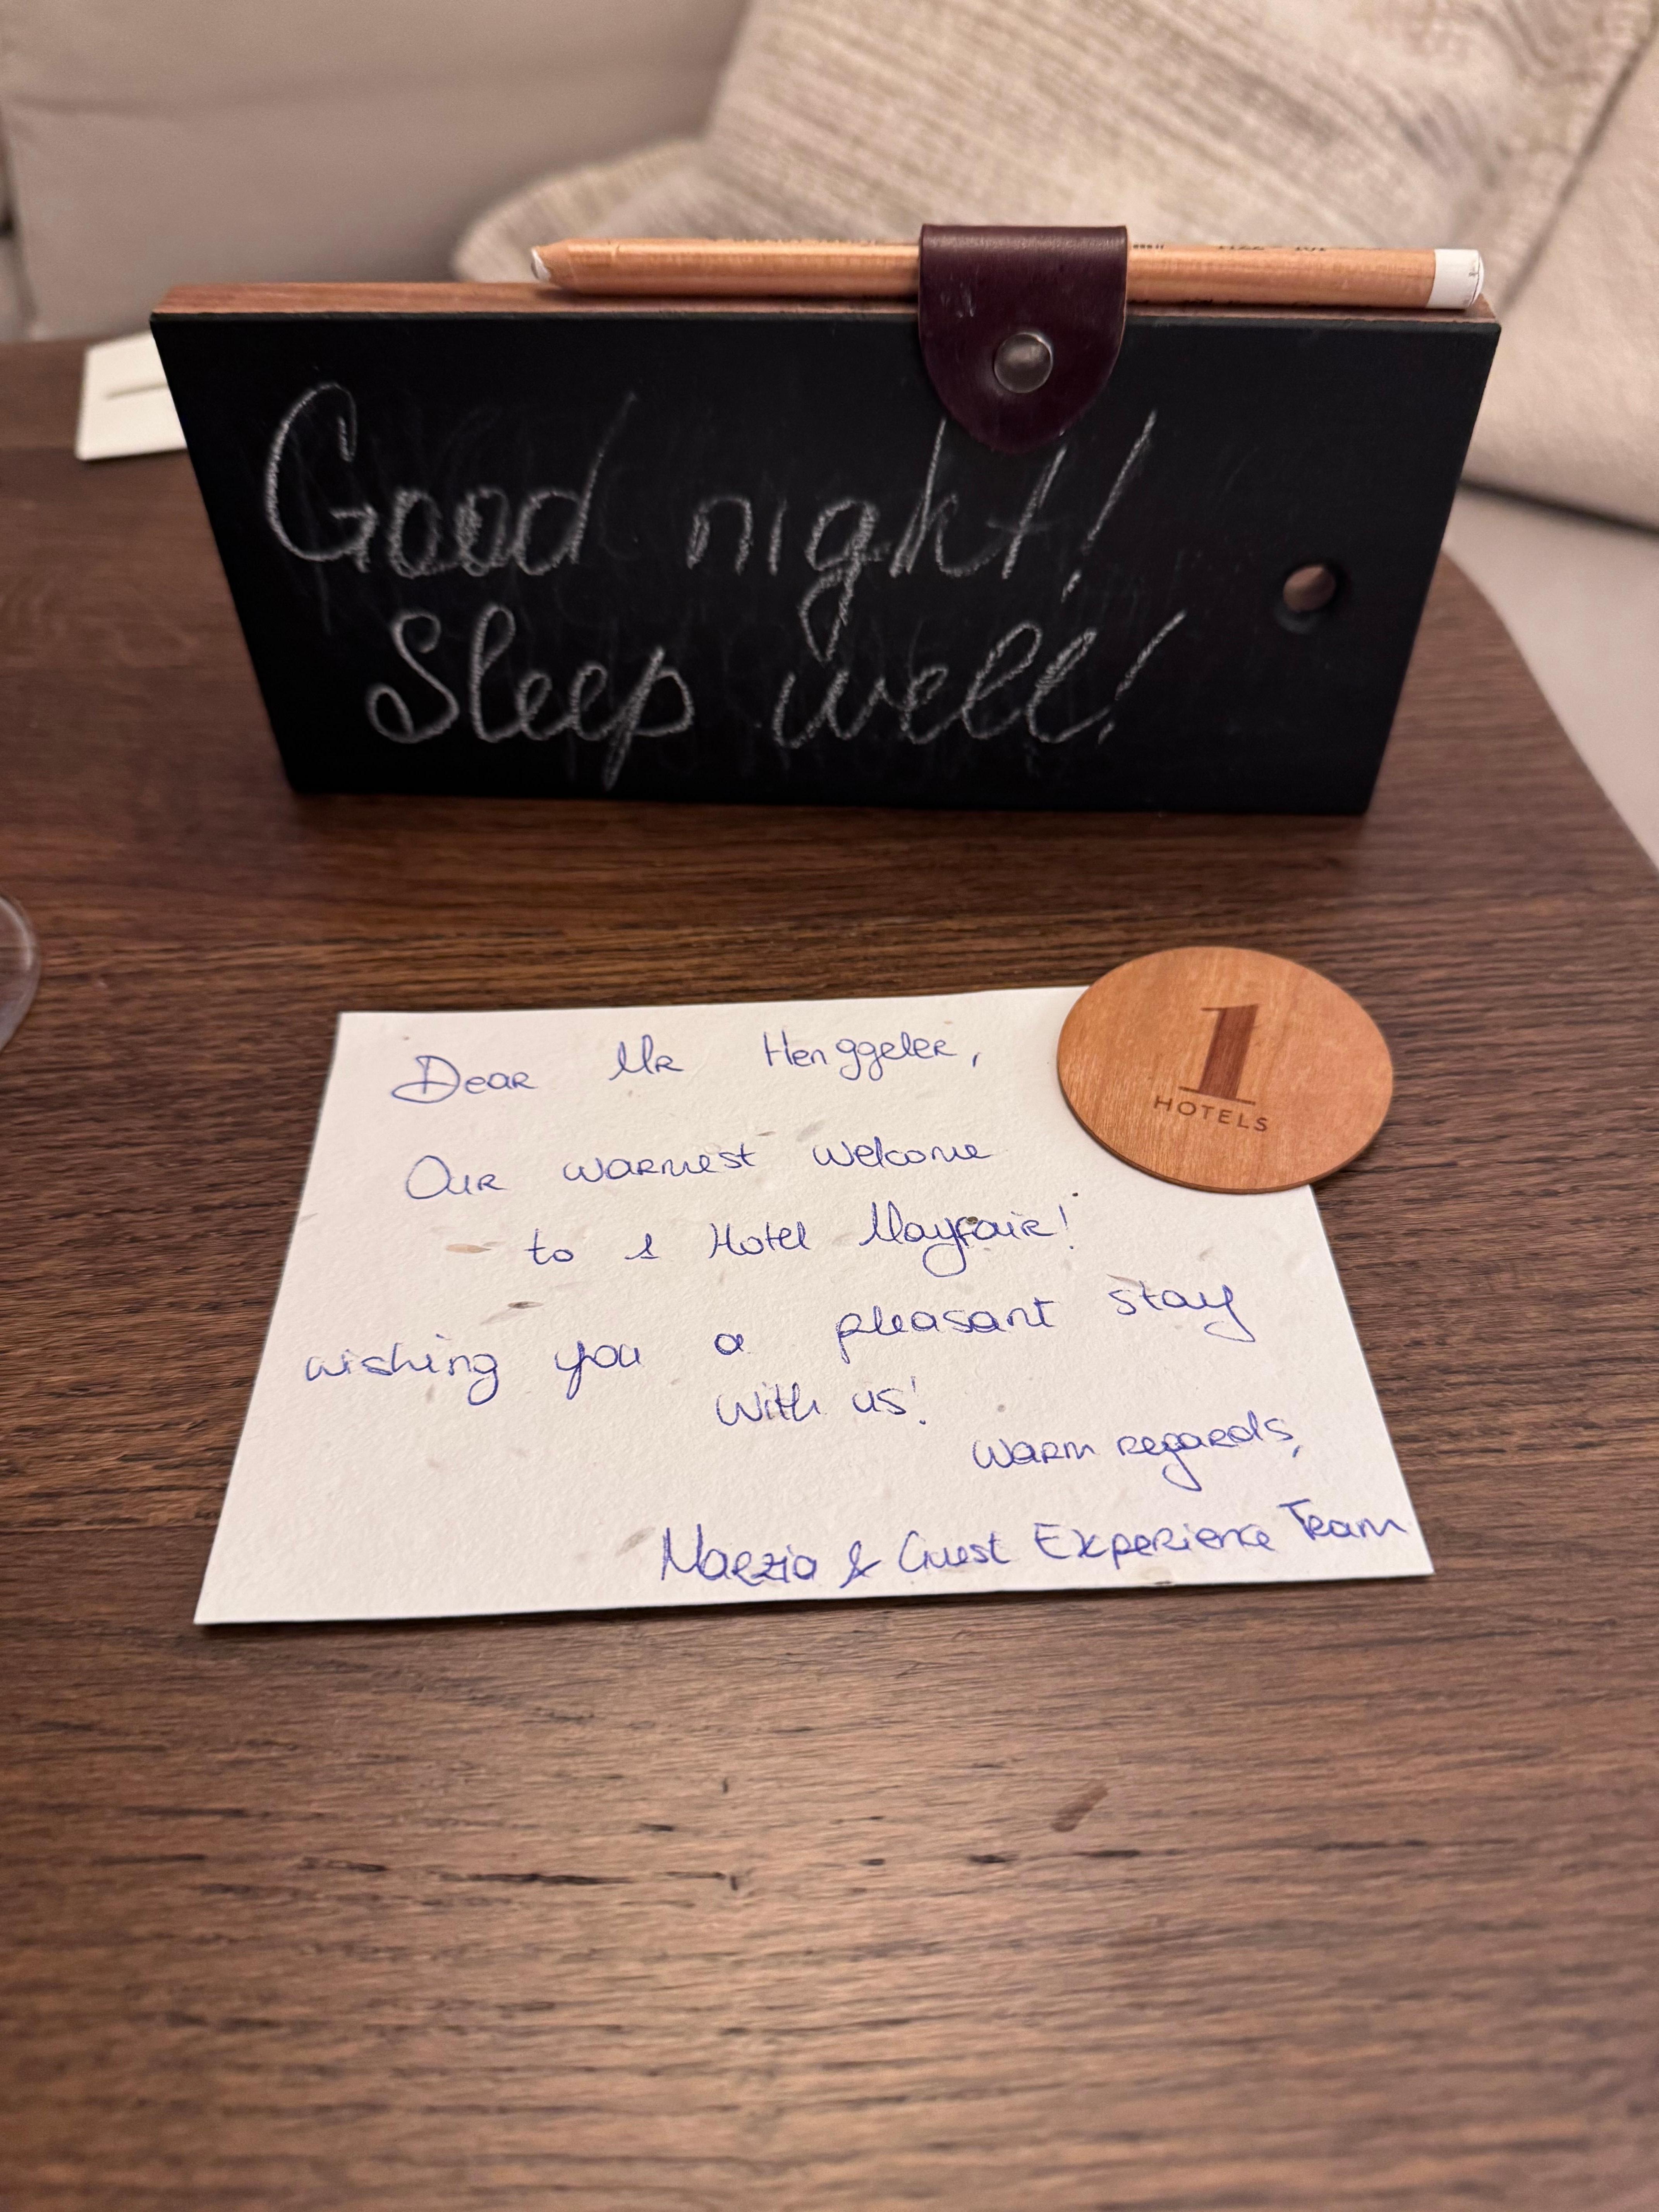 Good night!
Sleep well!
1
HOTELS
Dear Mr Henggeler,
Our warmest welcome
to 1 Hotel Mayfair!
wishing you a pleasant stay
with us!
warm regards,
Marzia & Guest Experience Team